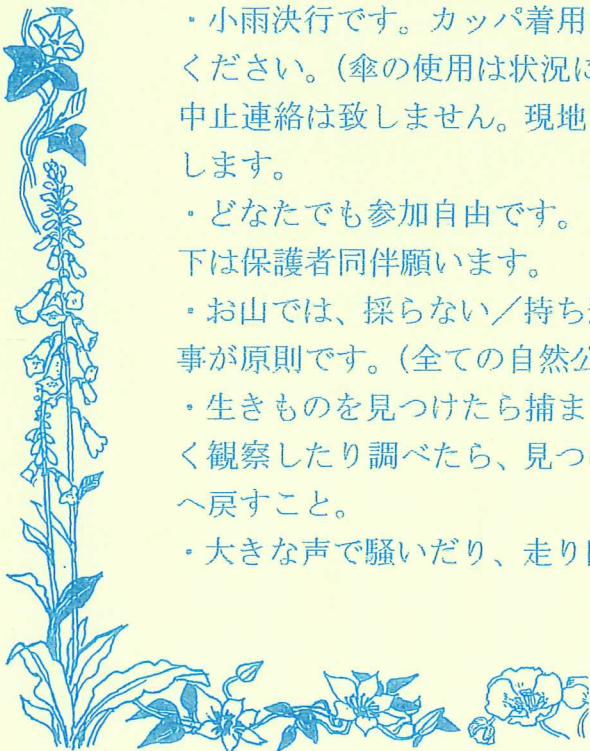 ・小雨決行です。カッパ着用
ください。(傘の使用は状況に
中止連絡は致しません。現地
します。
・どなたでも参加自由です。
下は保護者同伴願います。
・お山では、採らない／持ち
事が原則です。(全ての自然公
・生きものを見つけたら捕ま
く観察したり調べたら、見つ
へ戻すこと。
・大きな声で騒いだり、走り